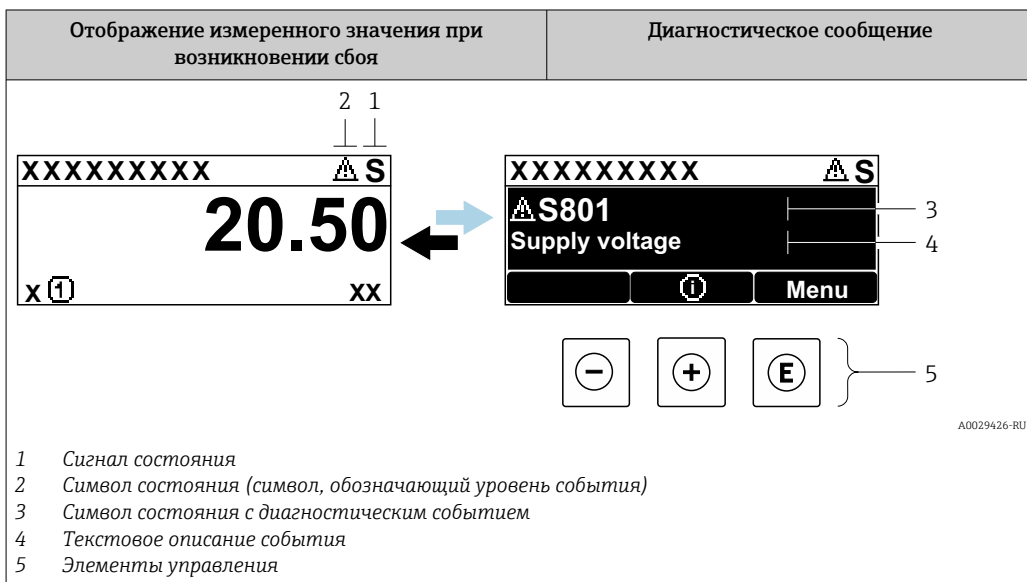 Отображение измеренного значения при
возникновении сбоя
Диагностическое сообщение
2 1
XXXXXXXXX ⚠ S
20.50
x ① xx
XXXXXXXXX ⚠ S
⚠S801
3
Supply voltage
4
ⓘ Menu
− + E
5
A0029426-RU
1 Сигнал состояния
2 Символ состояния (символ, обозначающий уровень события)
3 Символ состояния с диагностическим событием
4 Текстовое описание события
5 Элементы управления